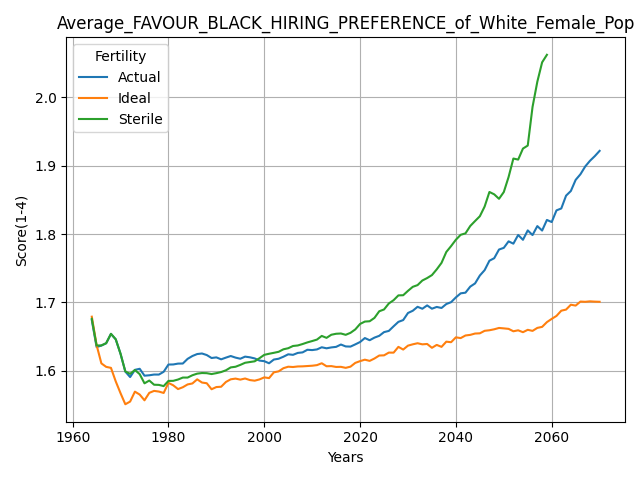 Average_FAVOUR_BLACK_HIRING_PREFERENCE_of_White_Female_Pop
Fertility
Actual
Ideal
Sterile
Score(1-4)
2.0
1.9
1.8
1.7
1.6
1960
1980
2000
2020
2040
2060
Years